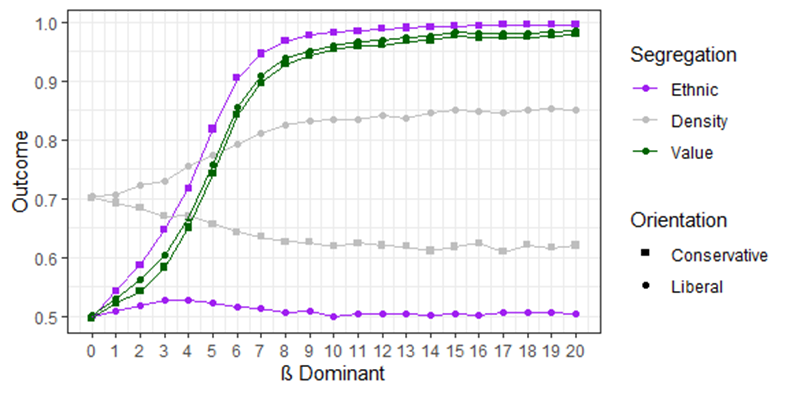 1.0
0.9
0.8
0.7
0.6
0.5
Outcome
0 1 2 3 4 5 6 7 8 9 10 11 12 13 14 15 16 17 18 19 20
ß Dominant
Segregation
Ethnic
Density
Value
Orientation
Conservative
Liberal